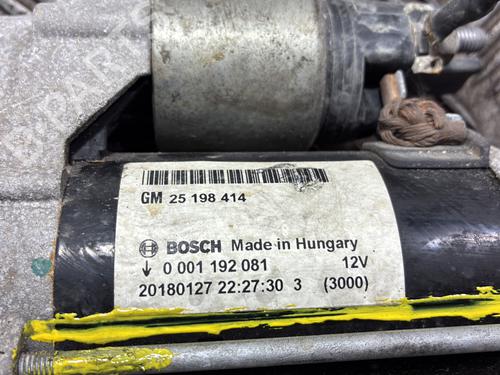 GM 25 198 414
BOSCH Made in Hungary
↓ 0 001 192 081 12V
20180127 22:27:30 3 (3000)